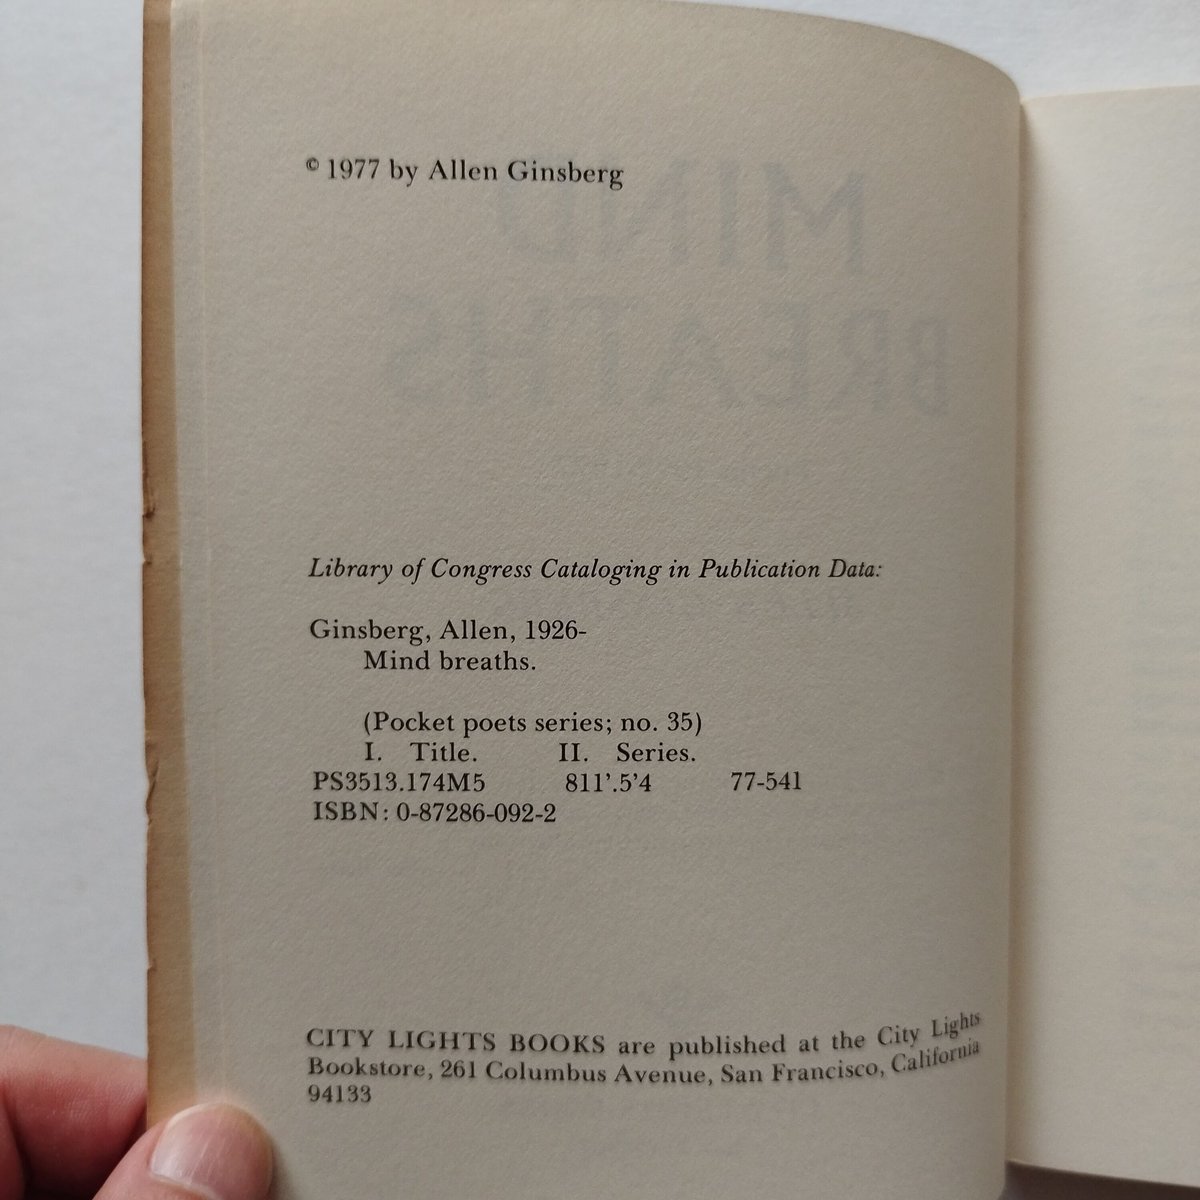 © 1977 by Allen Ginsberg
MIND
BREATHS
Library of Congress Cataloging in Publication Data:
Ginsberg, Allen, 1926-
Mind breaths.
(Pocket poets series; no. 35)
I. Title. II. Series.
PS3513.174M5 811'.5'4 77-541
ISBN: 0-87286-092-2
CITY LIGHTS BOOKS are published at the City Lights
Bookstore, 261 Columbus Avenue, San Francisco, California
94133